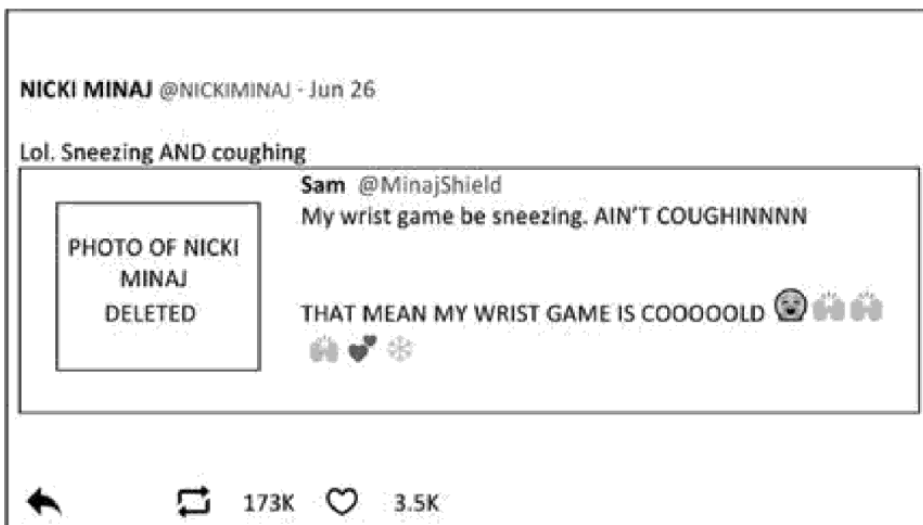 NICKI MINAJ @NICKIMINAJ - Jun 26
Lol. Sneezing AND coughing
Sam @MinajShield
My wrist game be sneezing. AIN'T COUGHINNNN
PHOTO OF NICKI
MINAJ
DELETED
THAT MEAN MY WRIST GAME IS COOOOOLD
173K 3.5K